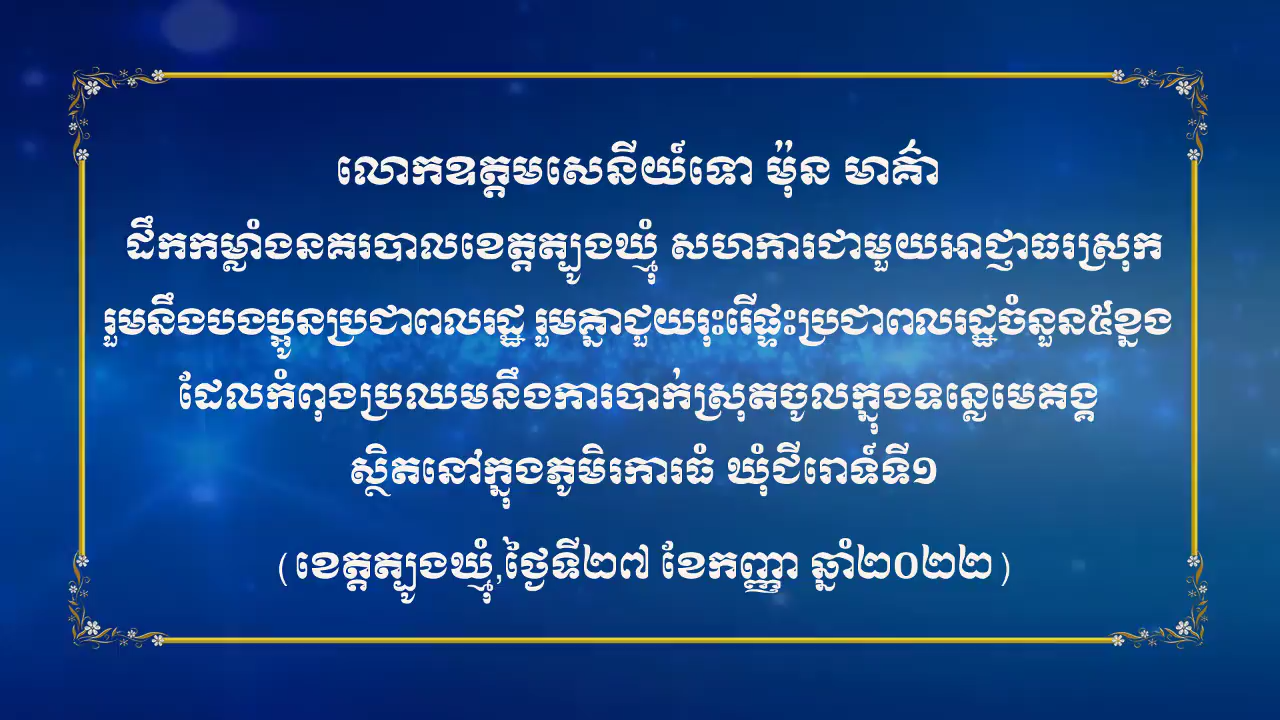 លោកឧត្តមសេនីយ៍ទោ ម៉ុន មាគ៌ា
ដឹកកម្លាំងនគរបាលខេត្តត្បូងឃ្មុំ សហការជាមួយអាជ្ញាធរស្រុក
រួមនឹងបងប្អូនប្រជាពលរដ្ឋ រួមគ្នាជួយរុះរើផ្ទះប្រជាពលរដ្ឋចំនួន៥ខ្នង
ដែលកំពុងប្រឈមនឹងការបាក់ស្រុតចូលក្នុងទន្លេមេគង្គ
ស្ថិតនៅក្នុងភូមិរការធំ ឃុំជីរោទ៍ទី១
(ខេត្តត្បូងឃ្មុំ,ថ្ងៃទី២៧ ខែកញ្ញា ឆ្នាំ២០២២)